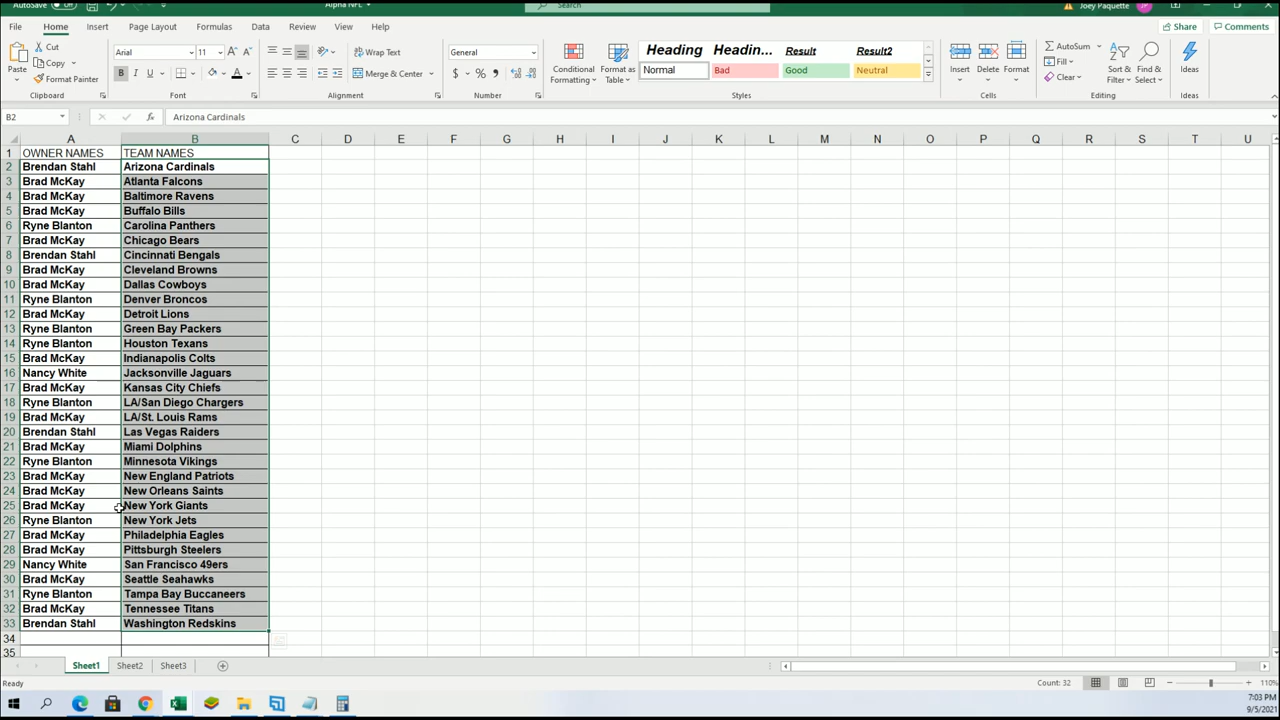 AutoSave Off Alpha NFL Search Joey Paquette JP
File Home Insert Page Layout Formulas Data Review View Help Share Comments
Paste Cut Copy Format Painter Clipboard
Arial 11 A A B I U A Font
Wrap Text Merge & Center Alignment
General $ % Number
Conditional Formatting Format as Table Heading Headin... Result Result2 Normal Bad Good Neutral Styles
Insert Delete Format Cells
AutoSum Fill Clear Sort & Filter Find & Select Editing
Ideas Ideas
B2 fx Arizona Cardinals
A B C D E F G H I J K L M N O P Q R S T U
1 OWNER NAMES TEAM NAMES
2 Brendan Stahl Arizona Cardinals
3 Brad McKay Atlanta Falcons
4 Brad McKay Baltimore Ravens
5 Brad McKay Buffalo Bills
6 Ryne Blanton Carolina Panthers
7 Brad McKay Chicago Bears
8 Brendan Stahl Cincinnati Bengals
9 Brad McKay Cleveland Browns
10 Brad McKay Dallas Cowboys
11 Ryne Blanton Denver Broncos
12 Brad McKay Detroit Lions
13 Ryne Blanton Green Bay Packers
14 Ryne Blanton Houston Texans
15 Brad McKay Indianapolis Colts
16 Nancy White Jacksonville Jaguars
17 Brad McKay Kansas City Chiefs
18 Ryne Blanton LA/San Diego Chargers
19 Brad McKay LA/St. Louis Rams
20 Brendan Stahl Las Vegas Raiders
21 Brad McKay Miami Dolphins
22 Ryne Blanton Minnesota Vikings
23 Brad McKay New England Patriots
24 Brad McKay New Orleans Saints
25 Brad McKay New York Giants
26 Ryne Blanton New York Jets
27 Brad McKay Philadelphia Eagles
28 Brad McKay Pittsburgh Steelers
29 Nancy White San Francisco 49ers
30 Brad McKay Seattle Seahawks
31 Ryne Blanton Tampa Bay Buccaneers
32 Brad McKay Tennessee Titans
33 Brendan Stahl Washington Redskins
34
35
Sheet1 Sheet2 Sheet3
Ready Count: 32 110%
7:03 PM
9/5/2021